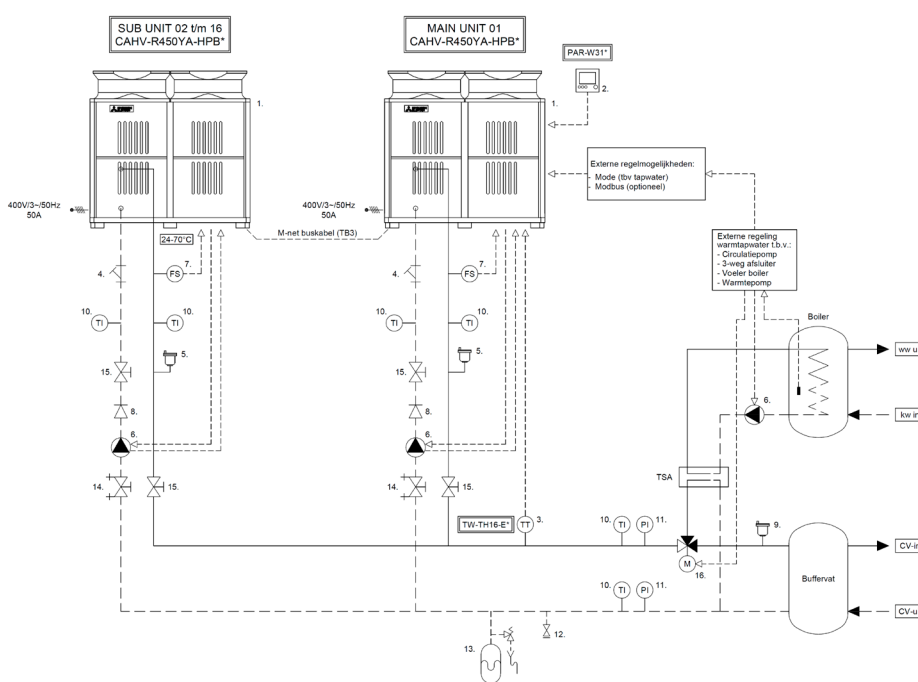 SUB UNIT 02 t/m 16
CAHV-R450YA-HPB*
MAIN UNIT 01
CAHV-R450YA-HPB*
PAR-W31*
2.
1.
1.
Externe regelmogelijkheden:
- Mode (tbv tapwater)
- Modbus (optioneel)
400V/3~/50Hz
50A
400V/3~/50Hz
50A
M-net buskabel (TB3)
24-70°C
Externe regeling
warmtapwater t.b.v.:
- Circulatiepomp
- 3-weg afsluiter
- Voeler boiler
- Warmtepomp
4.
FS
7.
4.
FS
7.
10.
TI
10.
TI
10.
TI
10.
TI
Boiler
5.
5.
ww u
15.
15.
8.
8.
6.
kw in
6.
6.
TSA
14.
15.
14.
15.
TW-TH16-E*
TT
3.
10.
TI
PI
11.
9.
CV-in
M
16.
Buffervat
10.
TI
PI
11.
CV-u
12.
13.